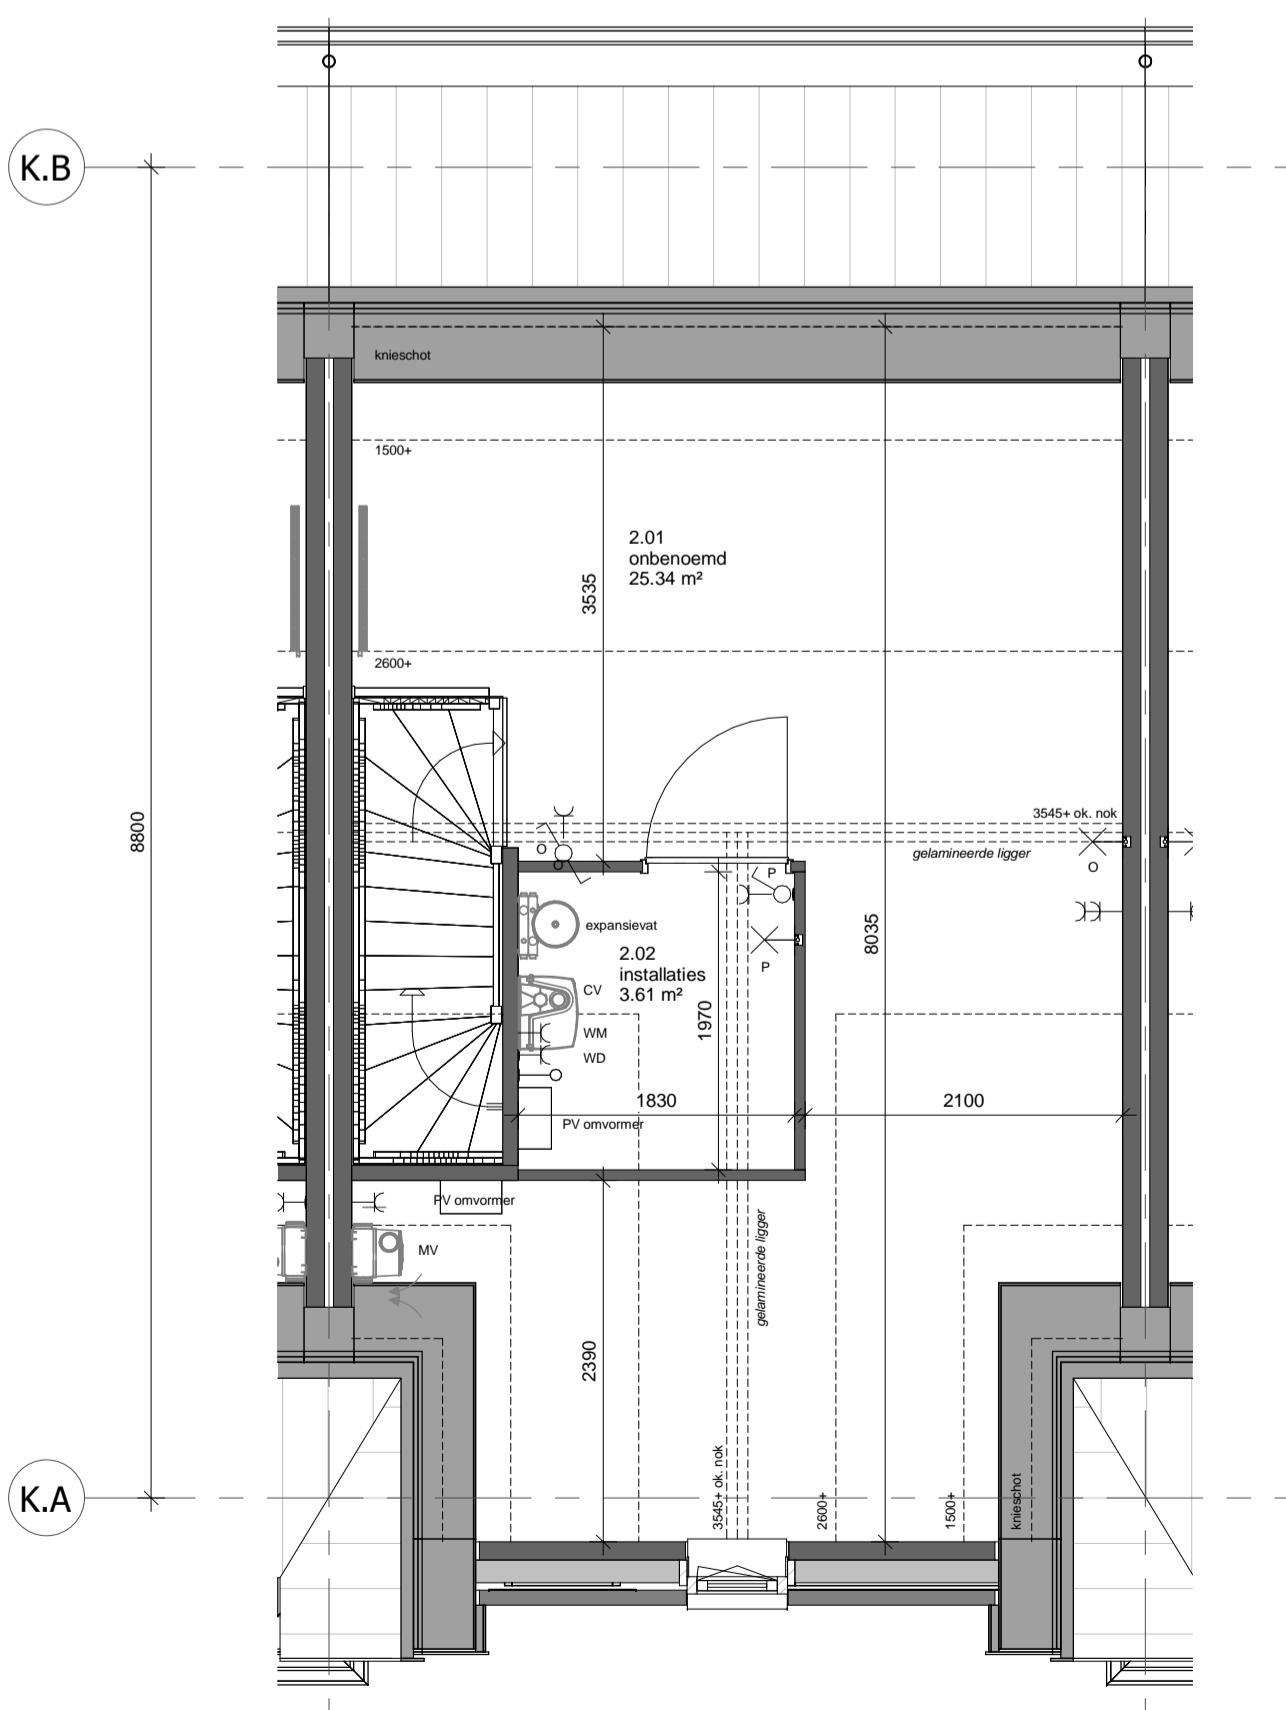 K.B
knieschot
1500+
2.01
onbenoemd
25.34 m²
3535
2600+
8800
3545+ ok. nok
gelamineerde ligger
O
O
O
P
expansievat
8035
2.02
installaties
3.61 m²
P
CV
1970
WM
WD
1830
2100
PV omvormer
PV omvormer
MV
gelamineerde ligger
2390
3545+ ok. nok
2600+
1500+
knieschot
K.A